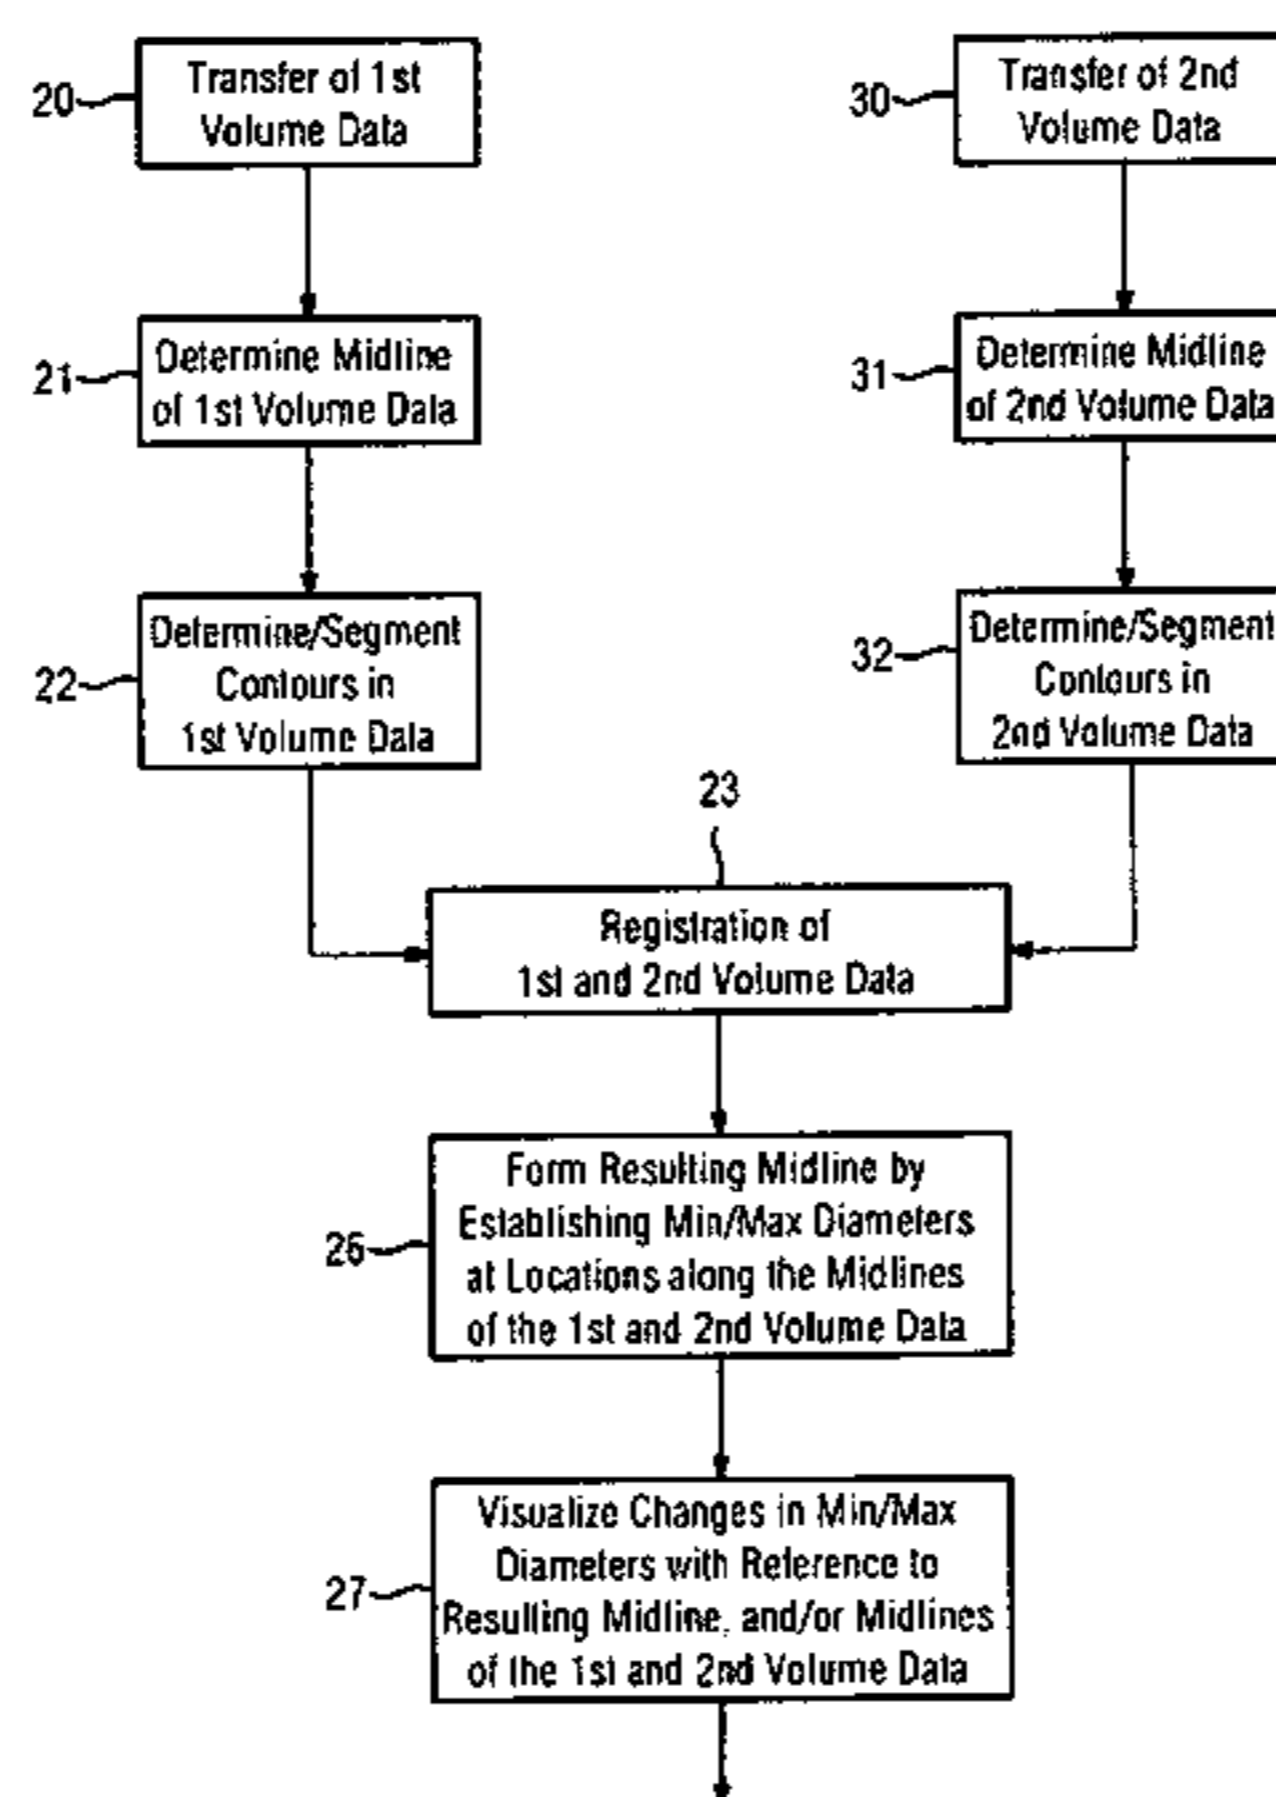 20
Transfer of 1st
Volume Data
21
Determine Midline
of 1st Volume Data
22
Determine/Segment
Contours in
1st Volume Data
30
Transfer of 2nd
Volume Data
31
Determine Midline
of 2nd Volume Data
32
Determine/Segment
Contours in
2nd Volume Data
23
Registration of
1st and 2nd Volume Data
26
Form Resulting Midline by
Establishing Min/Max Diameters
at Locations along the Midlines
of the 1st and 2nd Volume Data
27
Visualize Changes in Min/Max
Diameters with Reference to
Resulting Midline, and/or Midlines
of the 1st and 2nd Volume Data